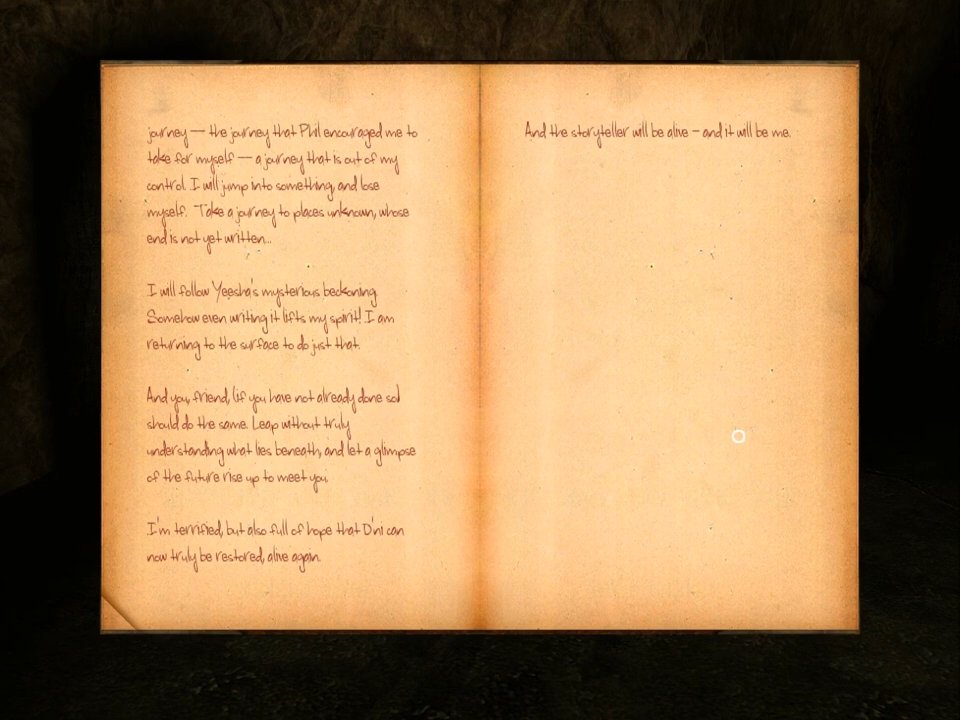 journey — the journey that Phil encouraged me to
take for myself — a journey that is out of my
control. I will jump into something, and lose
myself. Take a journey to places unknown, whose
end is not yet written...
I will follow Yeesha's mysterious beckoning.
Somehow even writing it lifts my spirit! I am
returning to the surface to do just that.
And you, friend, (if you have not already done so)
should do the same. Leap without truly
understanding what lies beneath, and let a glimpse
of the future rise up to meet you.
I'm terrified, but also full of hope that D'ni can
now truly be restored, alive again.
And the storyteller will be alive - and it will be me.